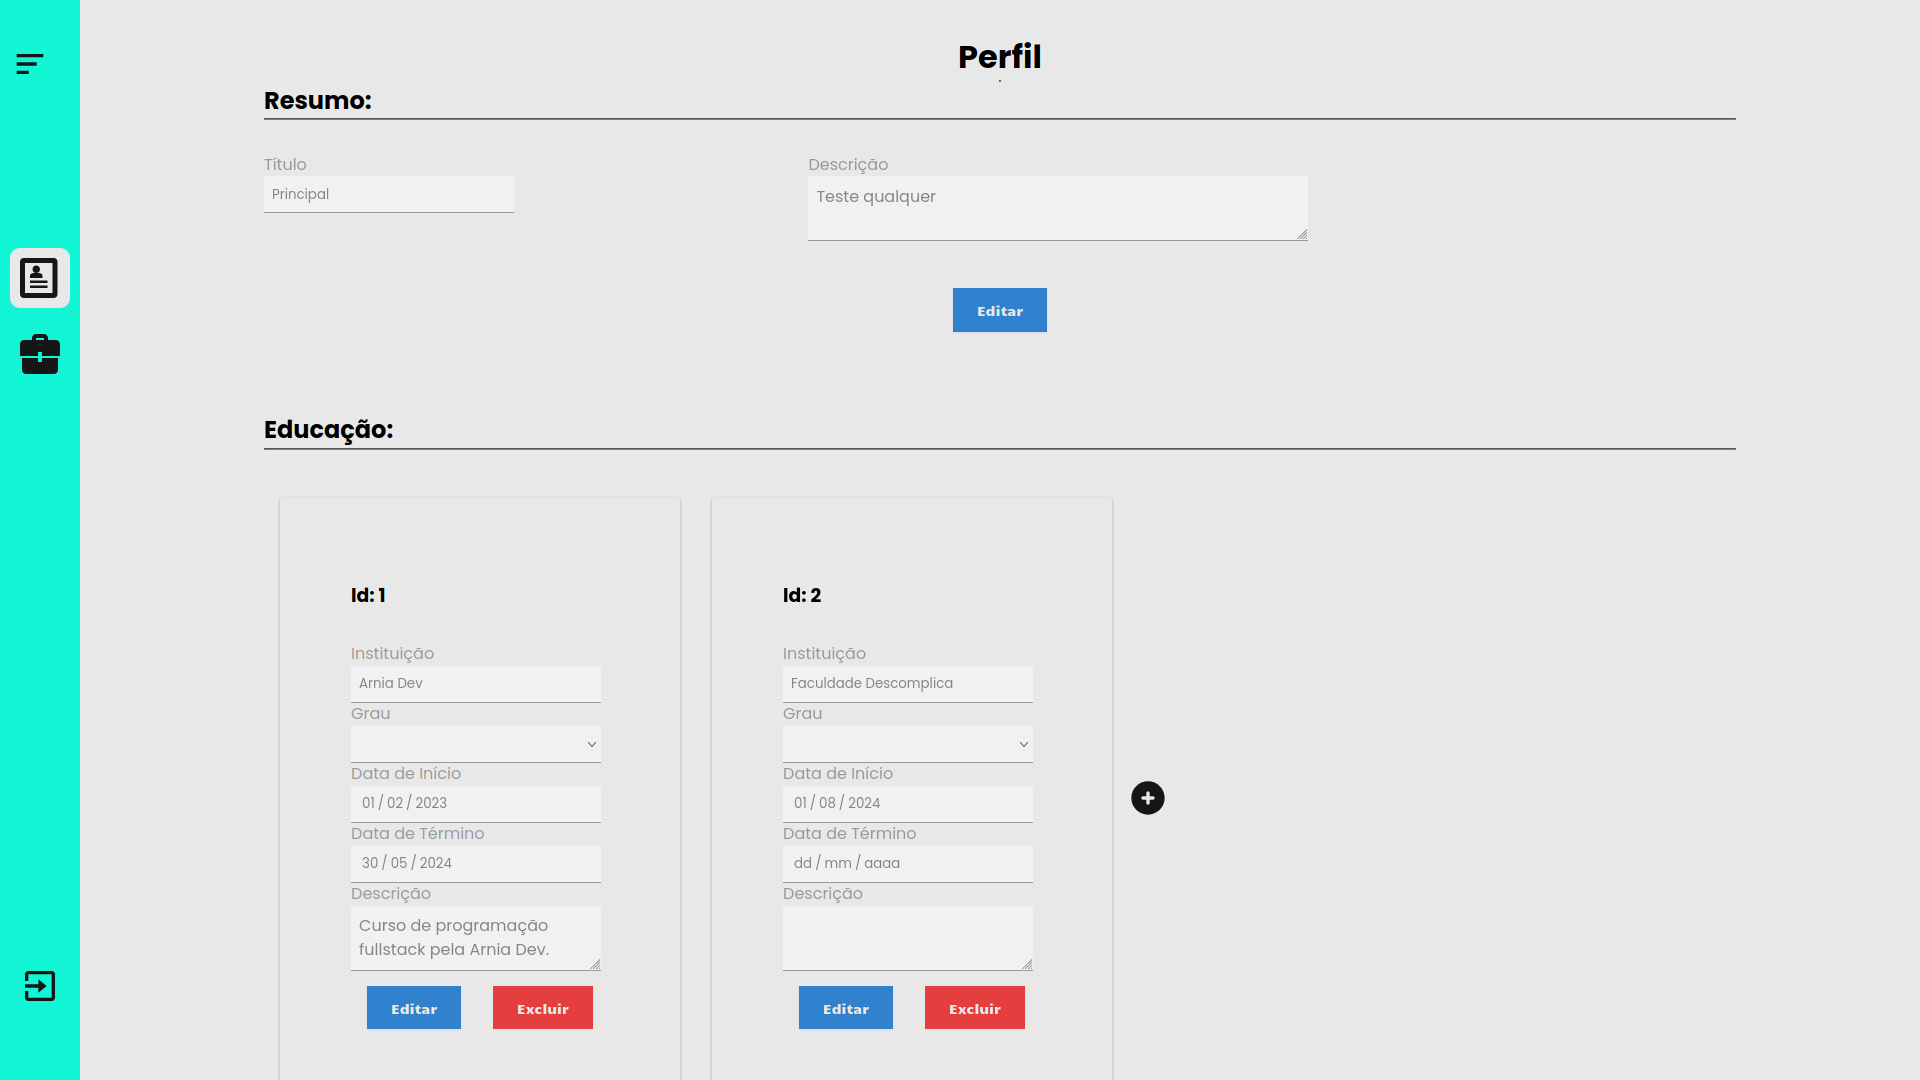 Perfil
Resumo:
Título
Principal
Descrição
Teste qualquer
Editar
Educação:
Id: 1
Instituição
Arnia Dev
Grau
Data de Início
01 / 02 / 2023
Data de Término
30 / 05 / 2024
Descrição
Curso de programação
fullstack pela Arnia Dev.
Editar
Excluir
Id: 2
Instituição
Faculdade Descomplica
Grau
Data de Início
01 / 08 / 2024
Data de Término
dd / mm / aaaa
Descrição
Editar
Excluir